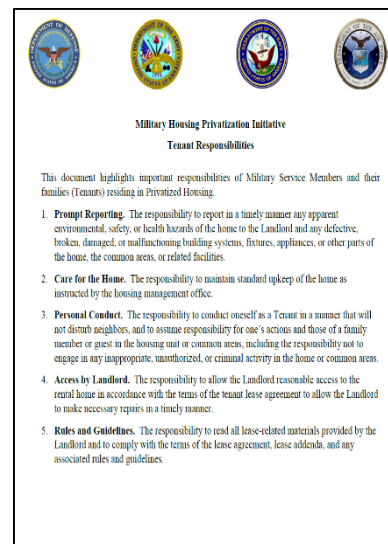 Military Housing Privatization Initiative
Tenant Responsibilities
This document highlights important responsibilities of Military Service Members and their
families (Tenants) residing in Privatized Housing.
1. Prompt Reporting. The responsibility to report in a timely manner any apparent
environmental, safety, or health hazards of the home to the Landlord and any defective,
broken, damaged, or malfunctioning building systems, fixtures, appliances, or other parts of
the home, the common areas, or related facilities.
2. Care for the Home. The responsibility to maintain standard upkeep of the home as
instructed by the housing management office.
3. Personal Conduct. The responsibility to conduct oneself as a Tenant in a manner that will
not disturb neighbors, and to assume responsibility for one's actions and those of a family
member or guest in the housing unit or common areas, including the responsibility not to
engage in any inappropriate, unauthorized, or criminal activity in the home or common areas.
4. Access by Landlord. The responsibility to allow the Landlord reasonable access to the
rental home in accordance with the terms of the tenant lease agreement to allow the Landlord
to make necessary repairs in a timely manner.
5. Rules and Guidelines. The responsibility to read all lease-related materials provided by the
Landlord and to comply with the terms of the lease agreement, lease addenda, and any
associated rules and guidelines.